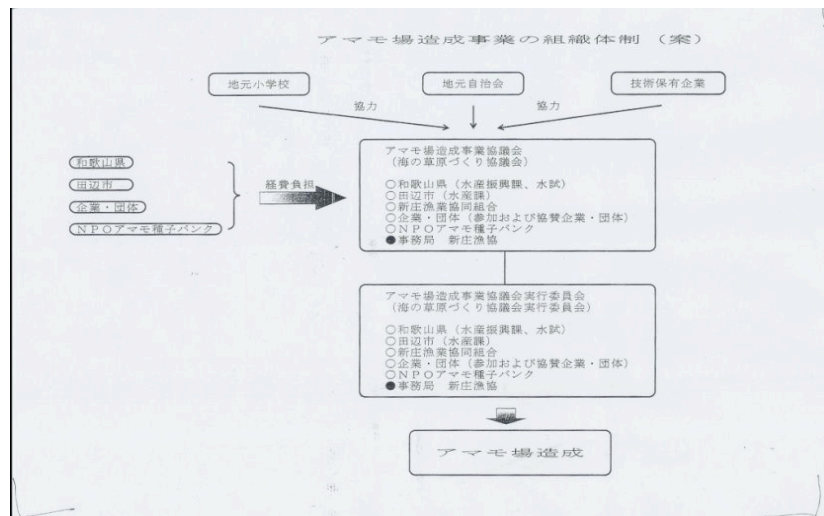 アマモ場造成事業の組織体制（案）
地元小学校
地元自治会
技術保有企業
協力
協力
和歌山県
田辺市
企業・団体
NPOアマモ種子バンク
経費負担
アマモ場造成事業協議会
（海の草原づくり協議会）
○和歌山県（水産振興課、水試）
○田辺市（水産課）
○新庄漁業協同組合
○企業・団体（参加および協賛企業・団体）
○NPOアマモ種子バンク
●事務局　新庄漁協
アマモ場造成事業協議会実行委員会
（海の草原づくり協議会実行委員会）
○和歌山県（水産振興課、水試）
○田辺市（水産課）
○新庄漁業協同組合
○企業・団体（参加および協賛企業・団体）
○NPOアマモ種子バンク
●事務局　新庄漁協
アマモ場造成